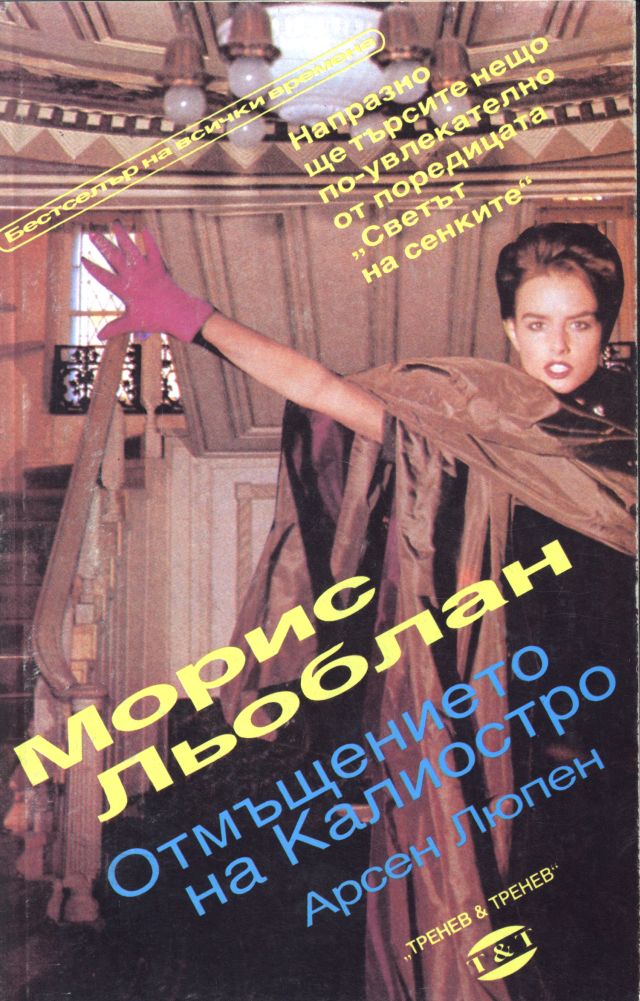 Бестселър на всички времена
Напразно
ще търсите нещо
по-увлекателно
от поредицата
„Светът
на сенките“
Морис
Льоблан
Отмъщението
на Калиостро
Арсен Люпен
„ТРЕНЕВ & ТРЕНЕВ“
T&T